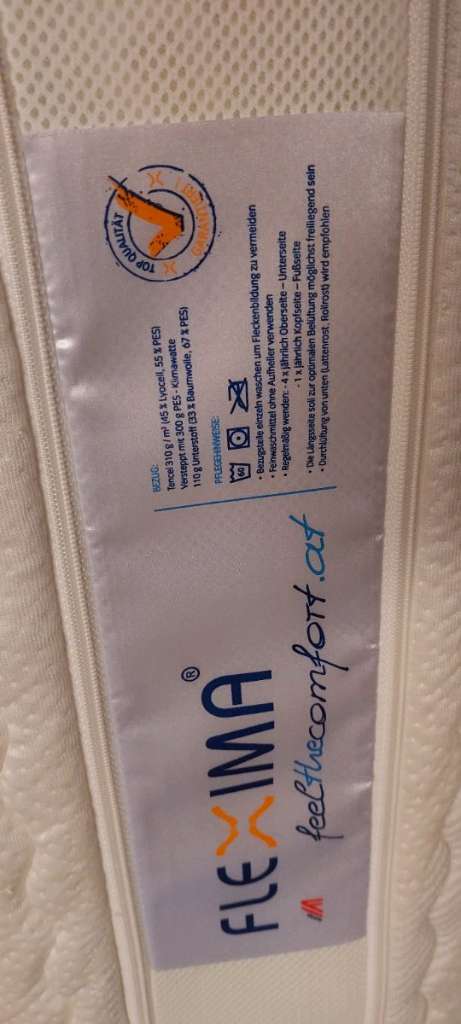 FLEXIMA®
feelthecomfort.at
BEZUG:
Tencel 310 g / m² (45 % Lyocell, 55 % PES)
Versteppt mit 300 g PES - Klimawatte
110 g Unterstoff (33 % Baumwolle, 67 % PES)
PFLEGEHINWEISE:
60
• Bezugsteile einzeln waschen um Fleckenbildung zu vermeiden
• Feinwaschmittel ohne Aufheller verwenden
• Regelmäßig wenden: - 4 x jährlich Oberseite – Unterseite
- 1 x jährlich Kopfseite – Fußseite
• Die Längsseite soll zur optimalen Belüftung möglichst freiliegend sein
• Durchlüftung von unten (Lattenrost, Rollrost) wird empfohlen
TOP QUALITÄT
GARANTIERT!